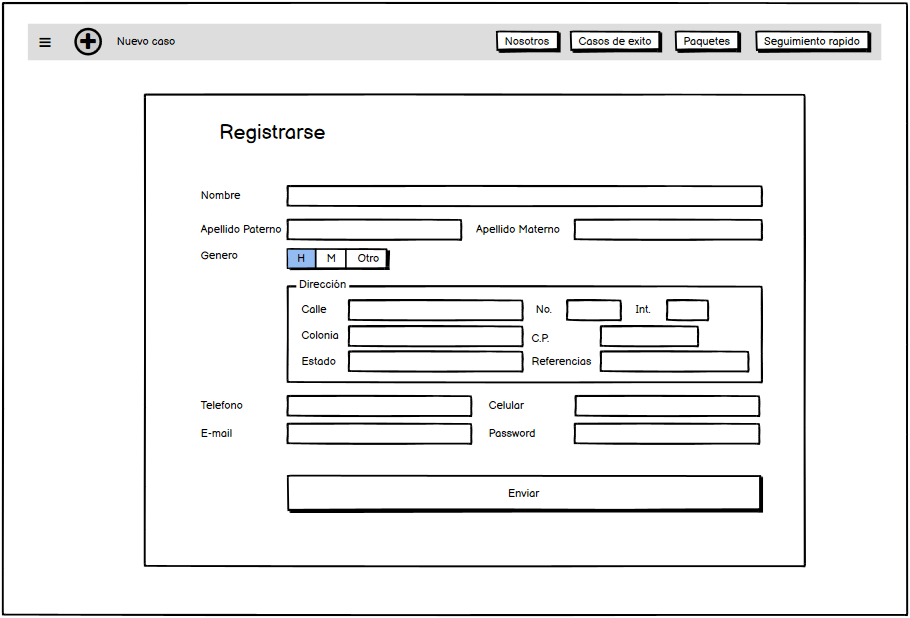 Nuevo caso Nosotros Casos de exito Paquetes Seguimiento rapido
Registrarse
Nombre
Apellido Paterno Apellido Materno
Genero H M Otro
Dirección
Calle No. Int.
Colonia C.P.
Estado Referencias
Telefono Celular
E-mail Password
Enviar